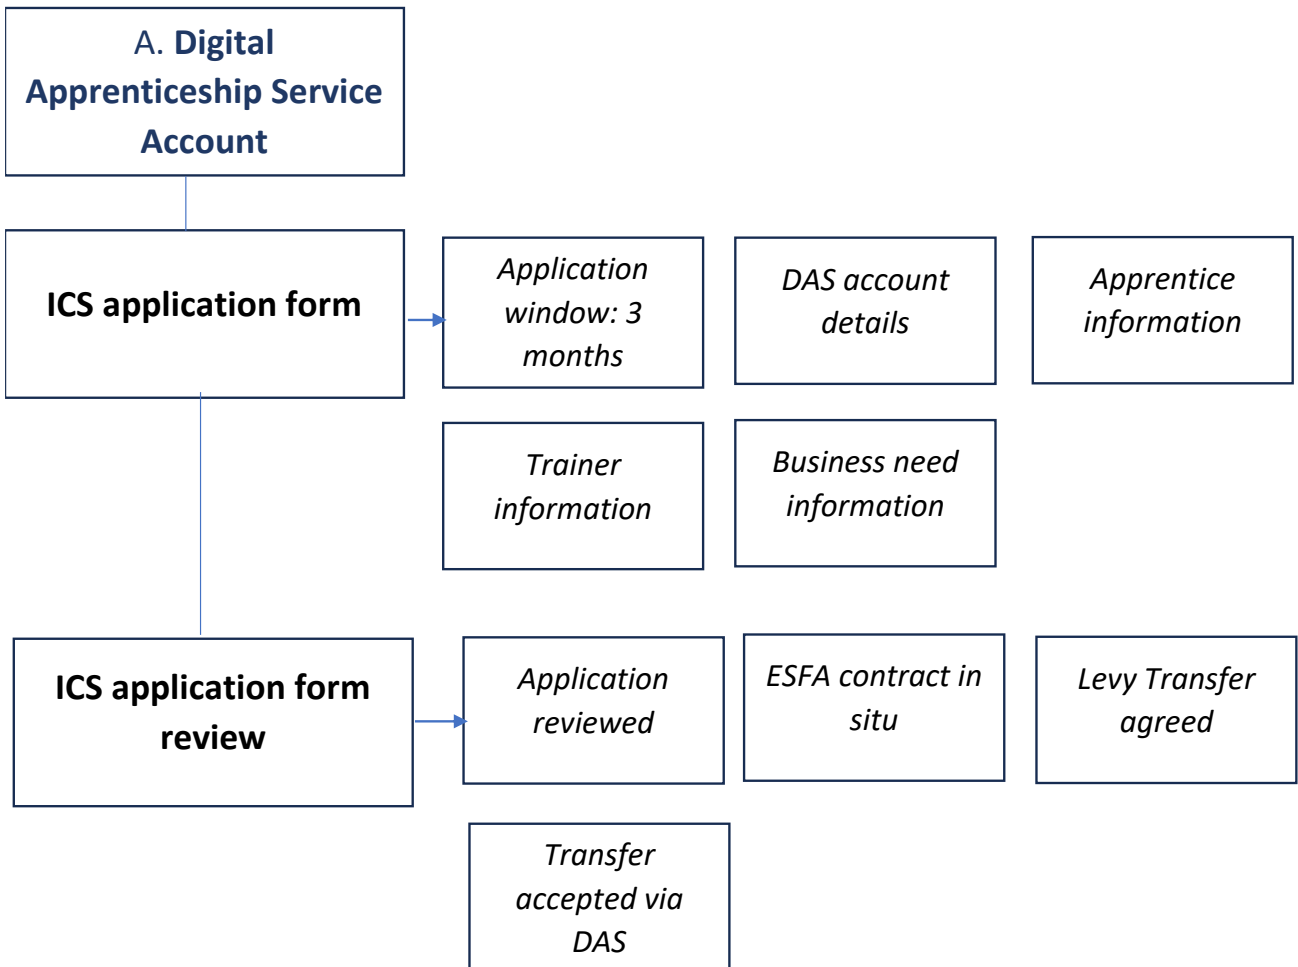 A. Digital
Apprenticeship Service
Account
ICS application form
Application
window: 3
months
DAS account
details
Apprentice
information
Trainer
information
Business need
information
ICS application form
review
Application
reviewed
ESFA contract in
situ
Levy Transfer
agreed
Transfer
accepted via
DAS